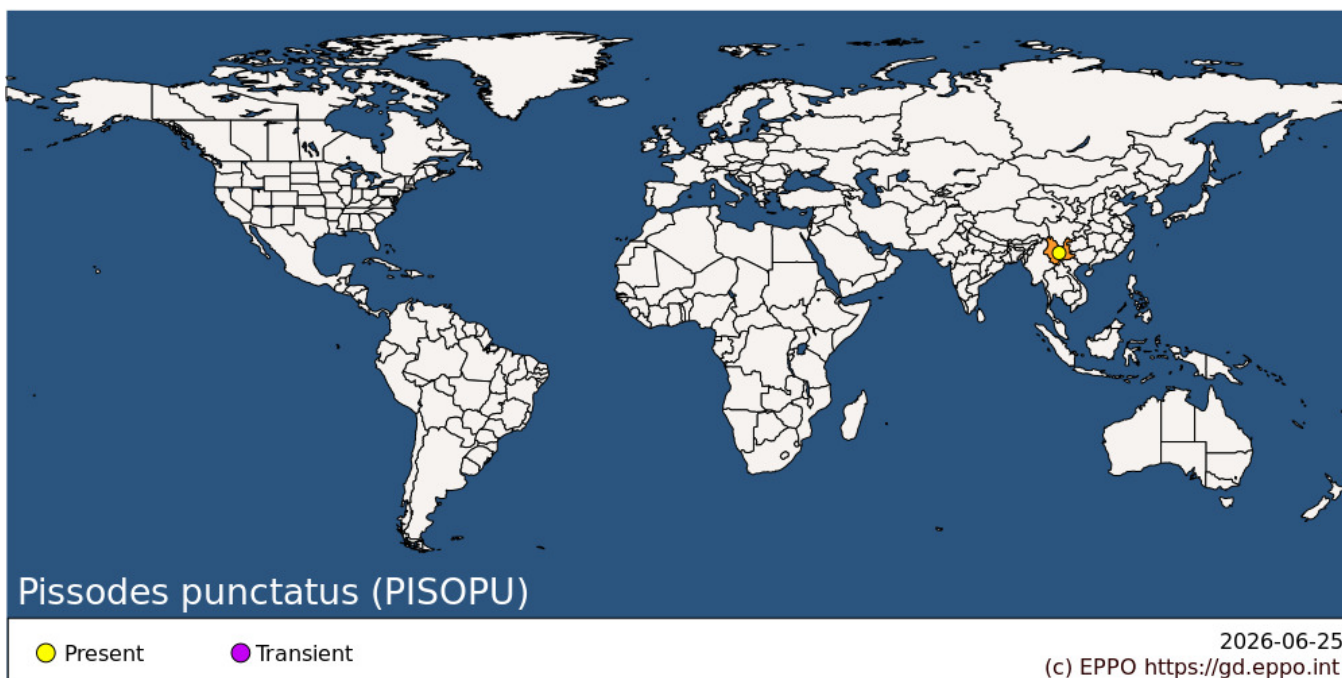 Pissodes punctatus (PISOPU)
Present
Transient
2026-06-25
(c) EPPO https://gd.eppo.int